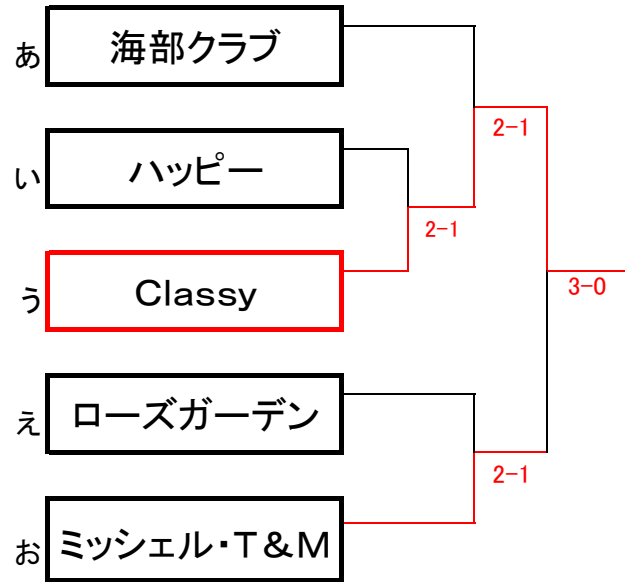 あ 海部クラブ
2-1
い ハッピー
2-1
う Classy
3-0
え ローズガーデン
2-1
お ミッシェル・T&M